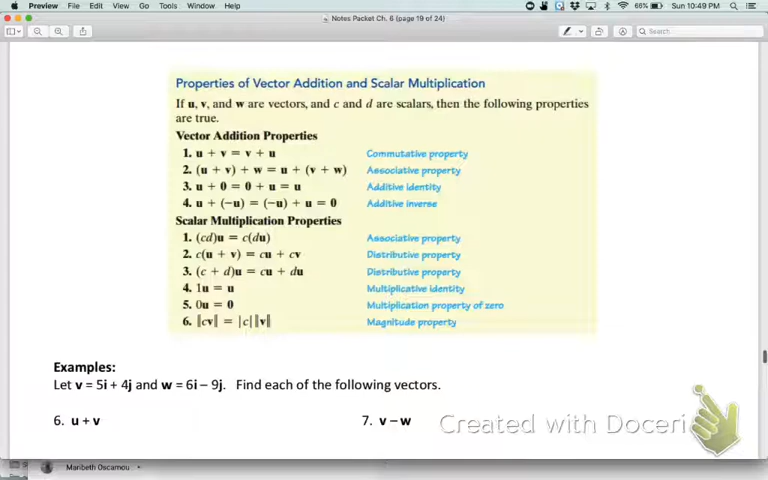 Preview File Edit View Go Tools Window Help 66% Sun 10:49 PM
Notes Packet Ch. 6 (page 19 of 24)
Search
Properties of Vector Addition and Scalar Multiplication
If u, v, and w are vectors, and c and d are scalars, then the following properties
are true.
Vector Addition Properties
1. u + v = v + u Commutative property
2. (u + v) + w = u + (v + w) Associative property
3. u + 0 = 0 + u = u Additive identity
4. u + (−u) = (−u) + u = 0 Additive inverse
Scalar Multiplication Properties
1. (cd)u = c(du) Associative property
2. c(u + v) = cu + cv Distributive property
3. (c + d)u = cu + du Distributive property
4. 1u = u Multiplicative identity
5. 0u = 0 Multiplication property of zero
6. ‖cv‖ = |c|‖v‖ Magnitude property
Examples:
Let v = 5i + 4j and w = 6i – 9j. Find each of the following vectors.
6. u + v 7. v – w
Created with Doceri
Maribeth Oscamou